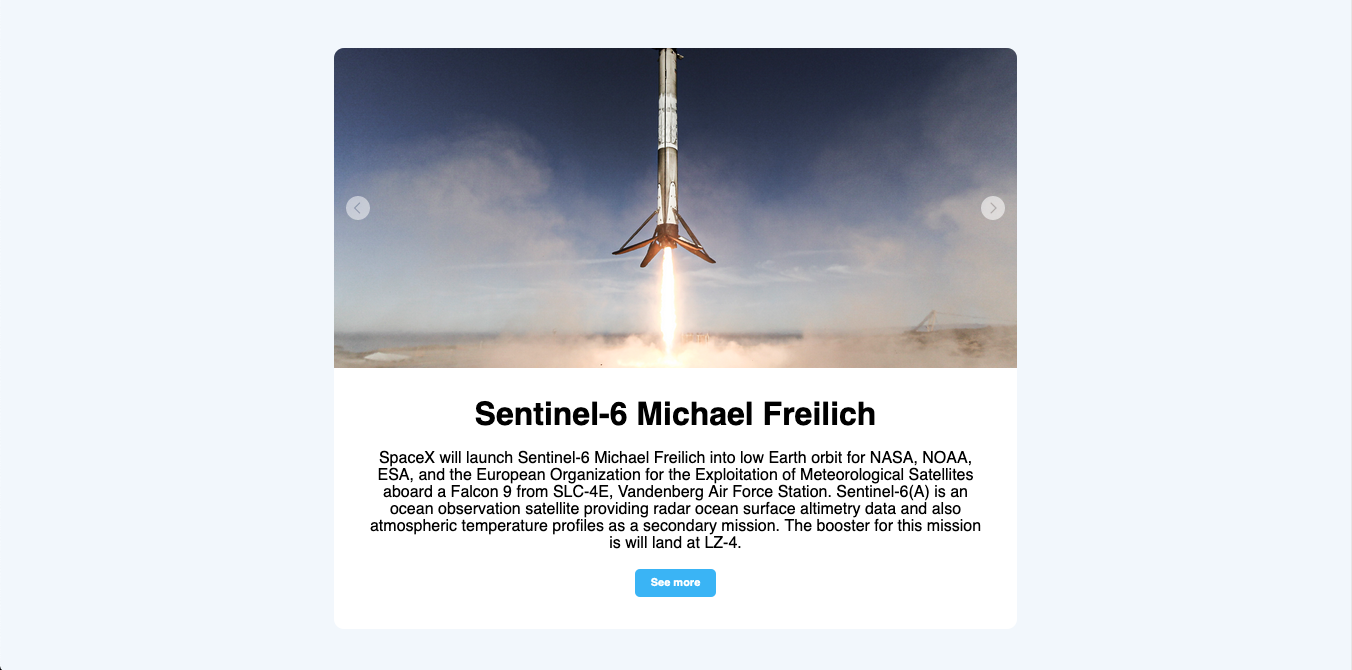 Sentinel-6 Michael Freilich
SpaceX will launch Sentinel-6 Michael Freilich into low Earth orbit for NASA, NOAA,
ESA, and the European Organization for the Exploitation of Meteorological Satellites
aboard a Falcon 9 from SLC-4E, Vandenberg Air Force Station. Sentinel-6(A) is an
ocean observation satellite providing radar ocean surface altimetry data and also
atmospheric temperature profiles as a secondary mission. The booster for this mission
is will land at LZ-4.
See more